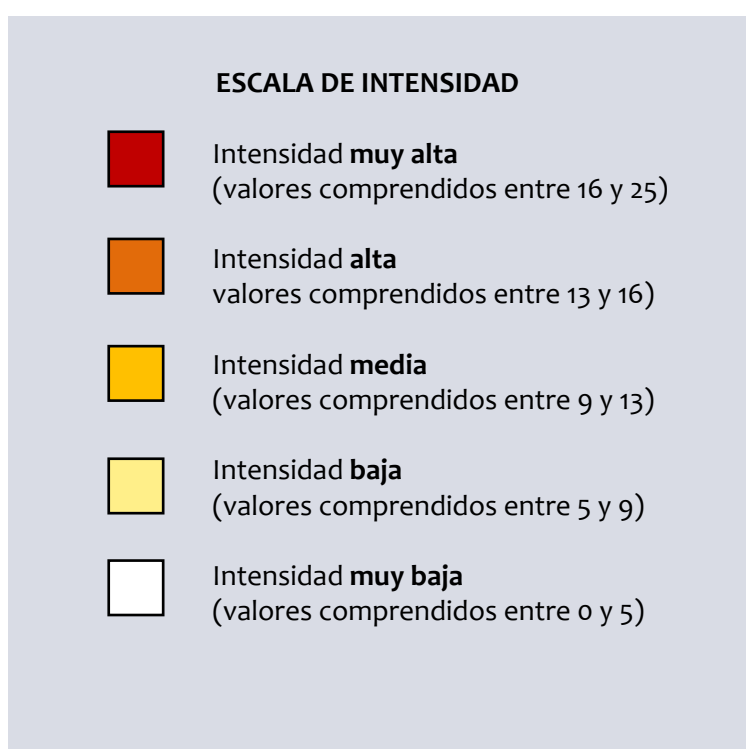 ESCALA DE INTENSIDAD
Intensidad muy alta
(valores comprendidos entre 16 y 25)
Intensidad alta
valores comprendidos entre 13 y 16)
Intensidad media
(valores comprendidos entre 9 y 13)
Intensidad baja
(valores comprendidos entre 5 y 9)
Intensidad muy baja
(valores comprendidos entre 0 y 5)